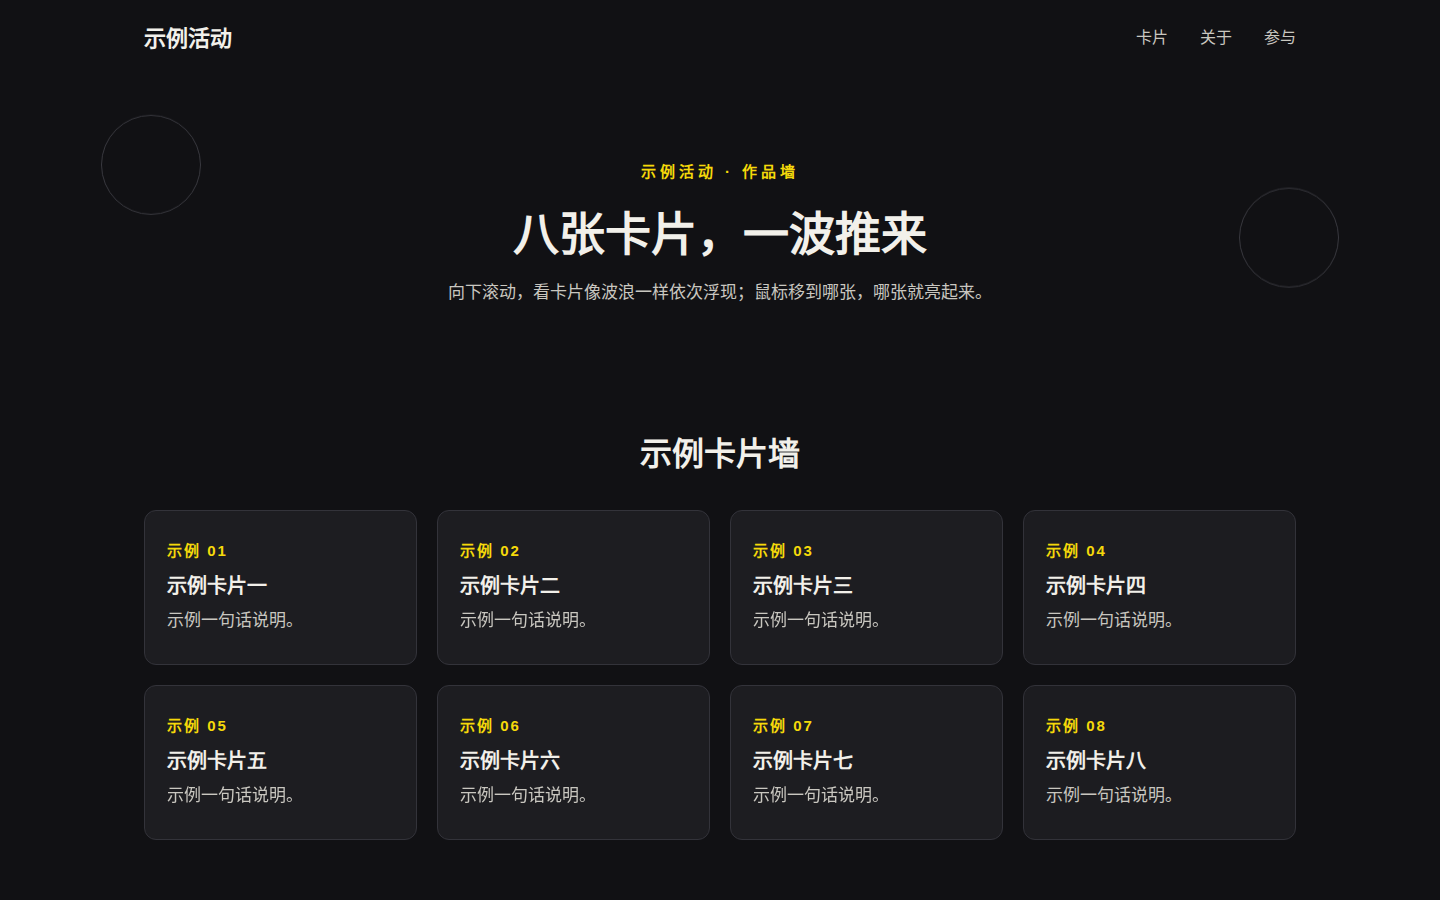 示例活动
卡片 关于 参与
示例活动 · 作品墙
八张卡片，一波推来
向下滚动，看卡片像波浪一样依次浮现；鼠标移到哪张，哪张就亮起来。
示例卡片墙
示例 01
示例卡片一
示例一句话说明。
示例 02
示例卡片二
示例一句话说明。
示例 03
示例卡片三
示例一句话说明。
示例 04
示例卡片四
示例一句话说明。
示例 05
示例卡片五
示例一句话说明。
示例 06
示例卡片六
示例一句话说明。
示例 07
示例卡片七
示例一句话说明。
示例 08
示例卡片八
示例一句话说明。